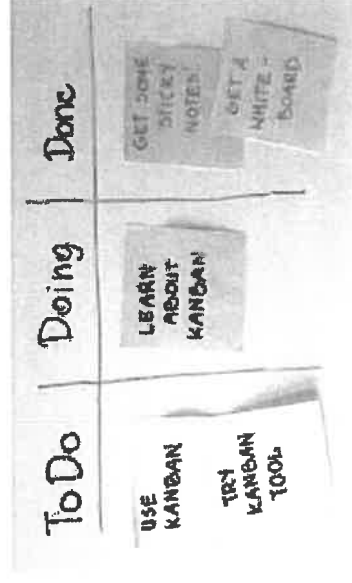 To Do
Doing
Done
USE
KANBAN
TRY
KANBAN
TOOL
LEARN
ABOUT
KANBAN
GET SOME
STICKY
NOTES!
GET A
WHITE-
BOARD